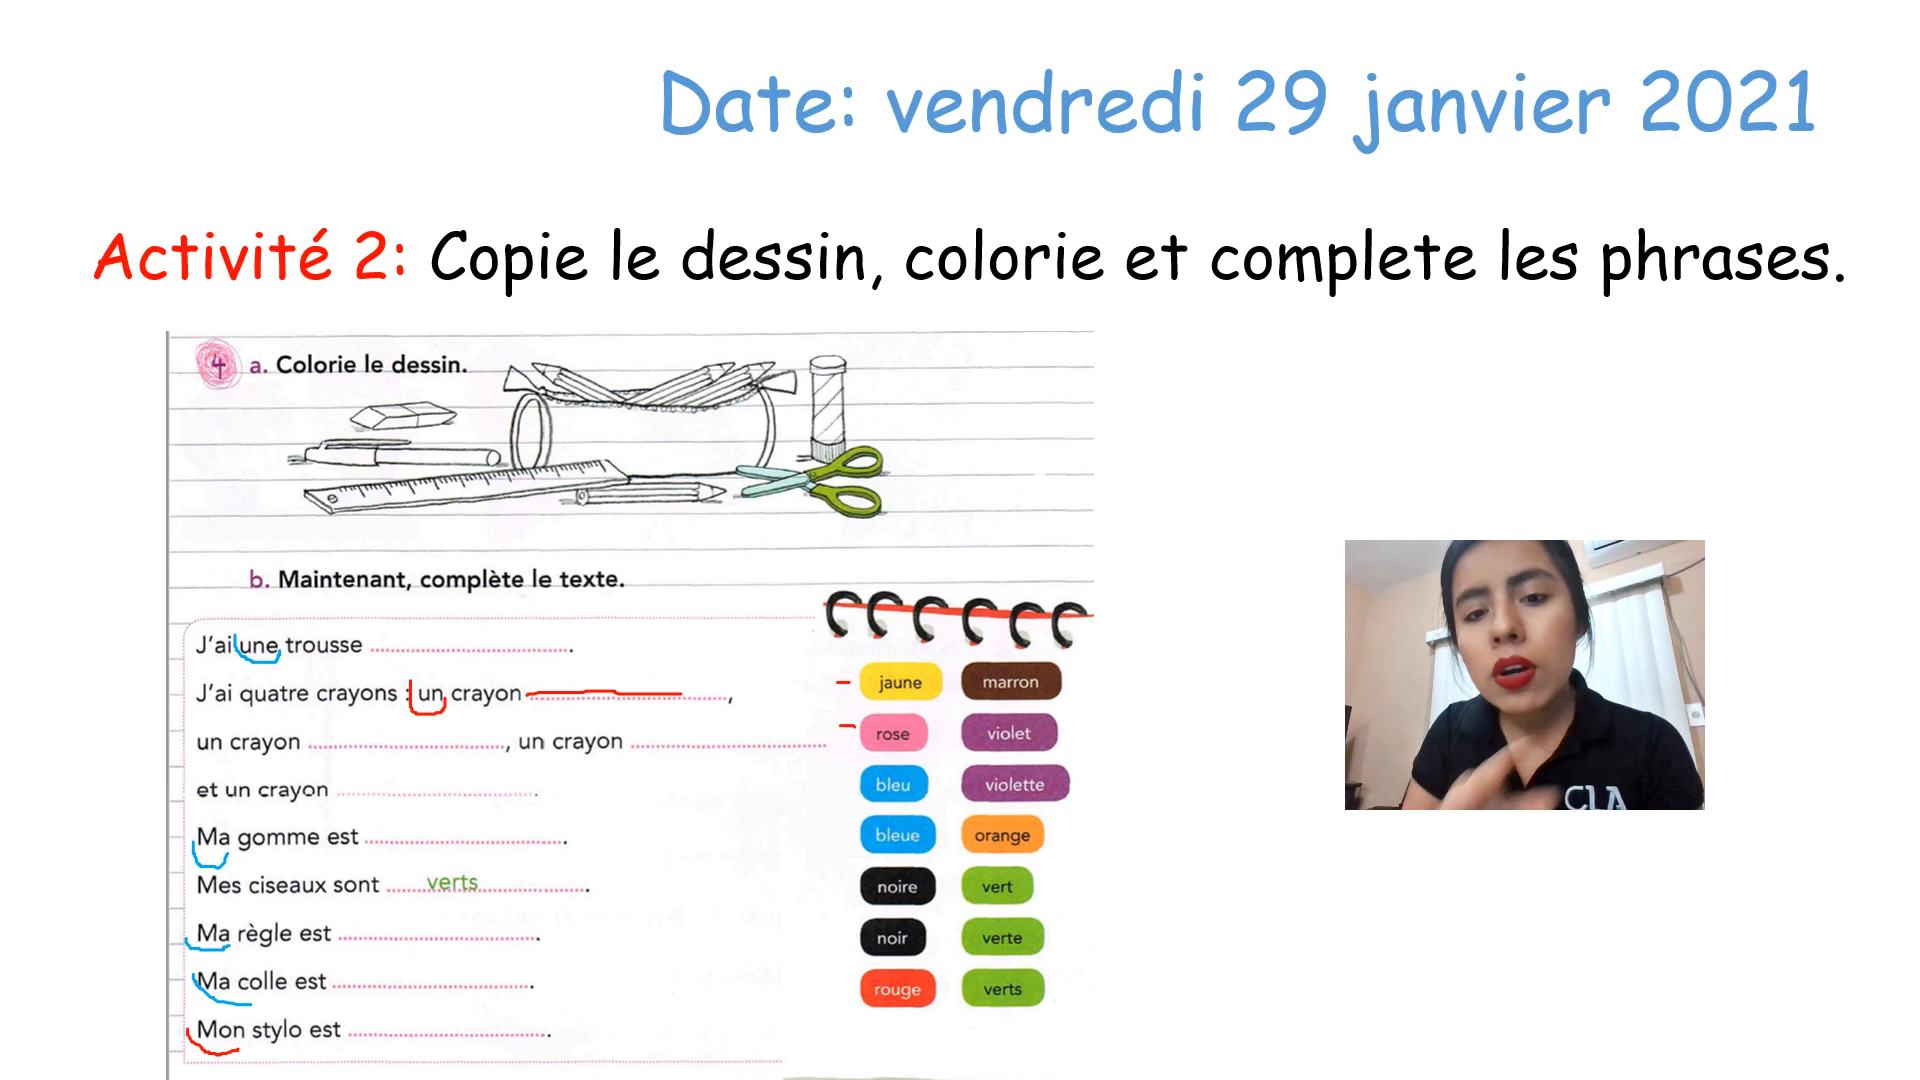 Date: vendredi 29 janvier 2021
Activité 2: Copie le dessin, colorie et complete les phrases.
4 a. Colorie le dessin.
b. Maintenant, complète le texte.
J'ai une trousse ........................ .
J'ai quatre crayons : un crayon ........................ ,
un crayon ........................ , un crayon ........................
et un crayon ........................ .
Ma gomme est ........................ .
Mes ciseaux sont ...... verts ............ .
Ma règle est ........................ .
Ma colle est ........................ .
Mon stylo est ........................ .
jaune marron
rose violet
bleu violette
bleue orange
noire vert
noir verte
rouge verts
CLA